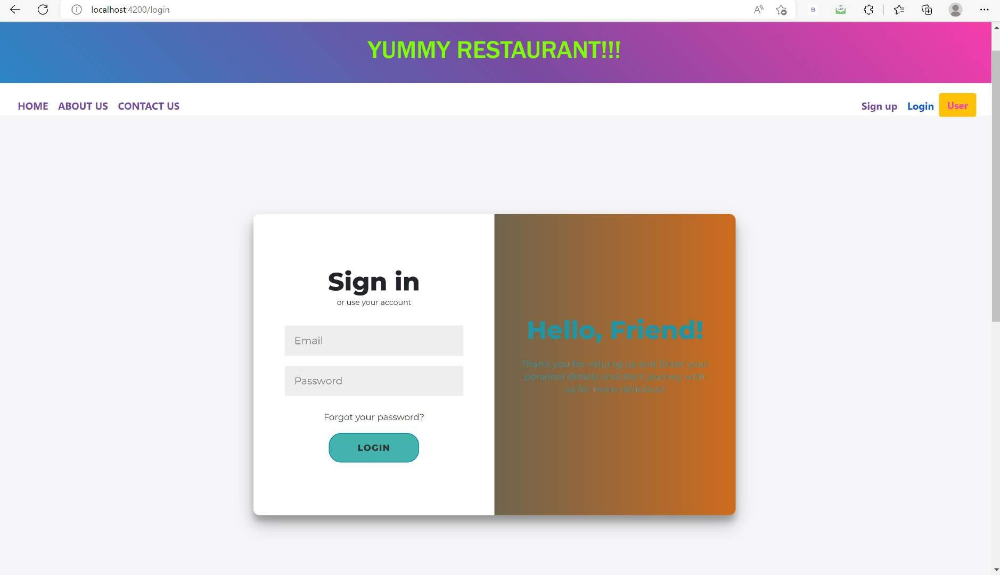 localhost:4200/login
B
YUMMY RESTAURANT!!!
HOME ABOUT US CONTACT US Sign up Login User
Sign in
or use your account
Email
Password
Forgot your password?
LOGIN
Hello, Friend!
Thank you for valuing us and Enter your
personal details and start journey with
us for more delicious!